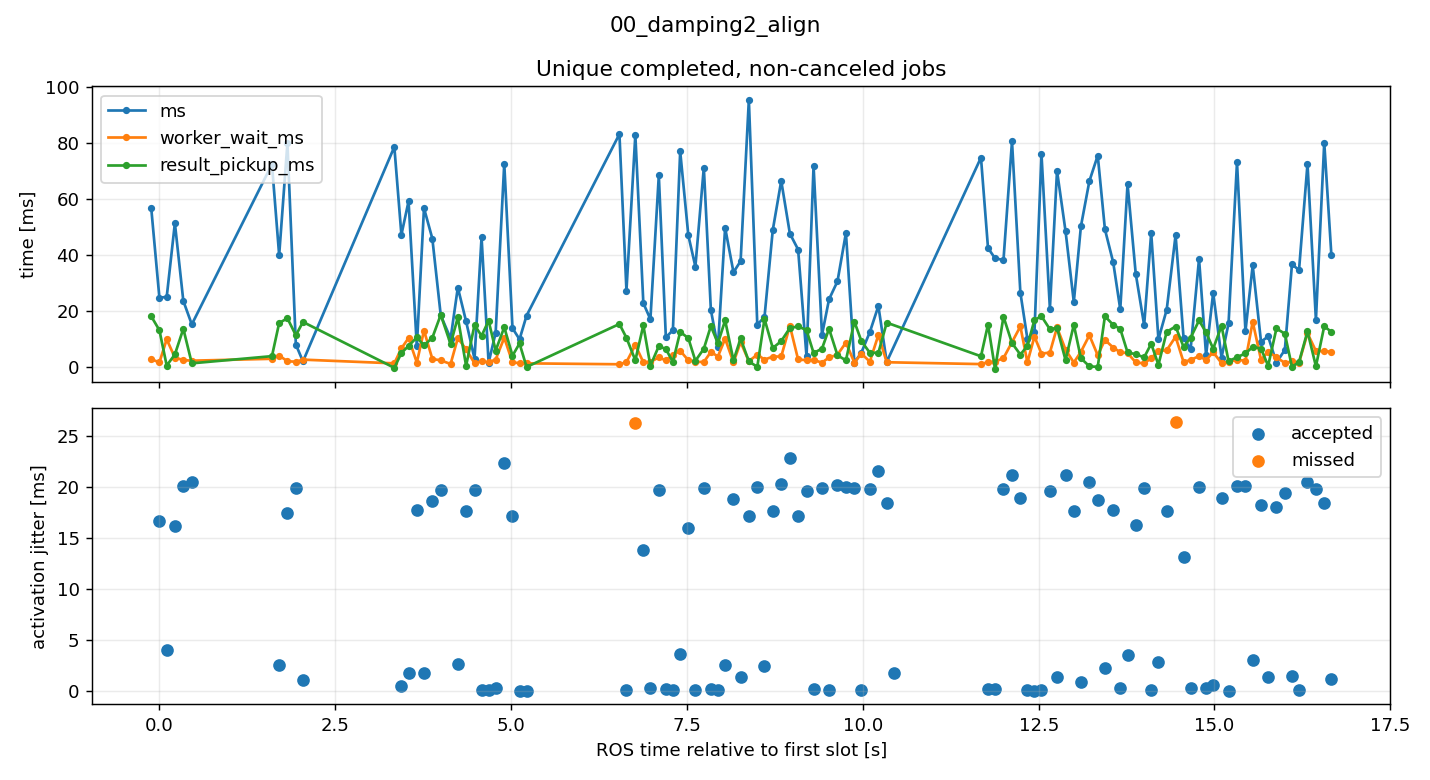 00_damping2_align
Unique completed, non-canceled jobs
100
80
60
40
20
0
time [ms]
ms
worker_wait_ms
result_pickup_ms
25
20
15
10
5
0
activation jitter [ms]
accepted
missed
0.0 2.5 5.0 7.5 10.0 12.5 15.0 17.5
ROS time relative to first slot [s]